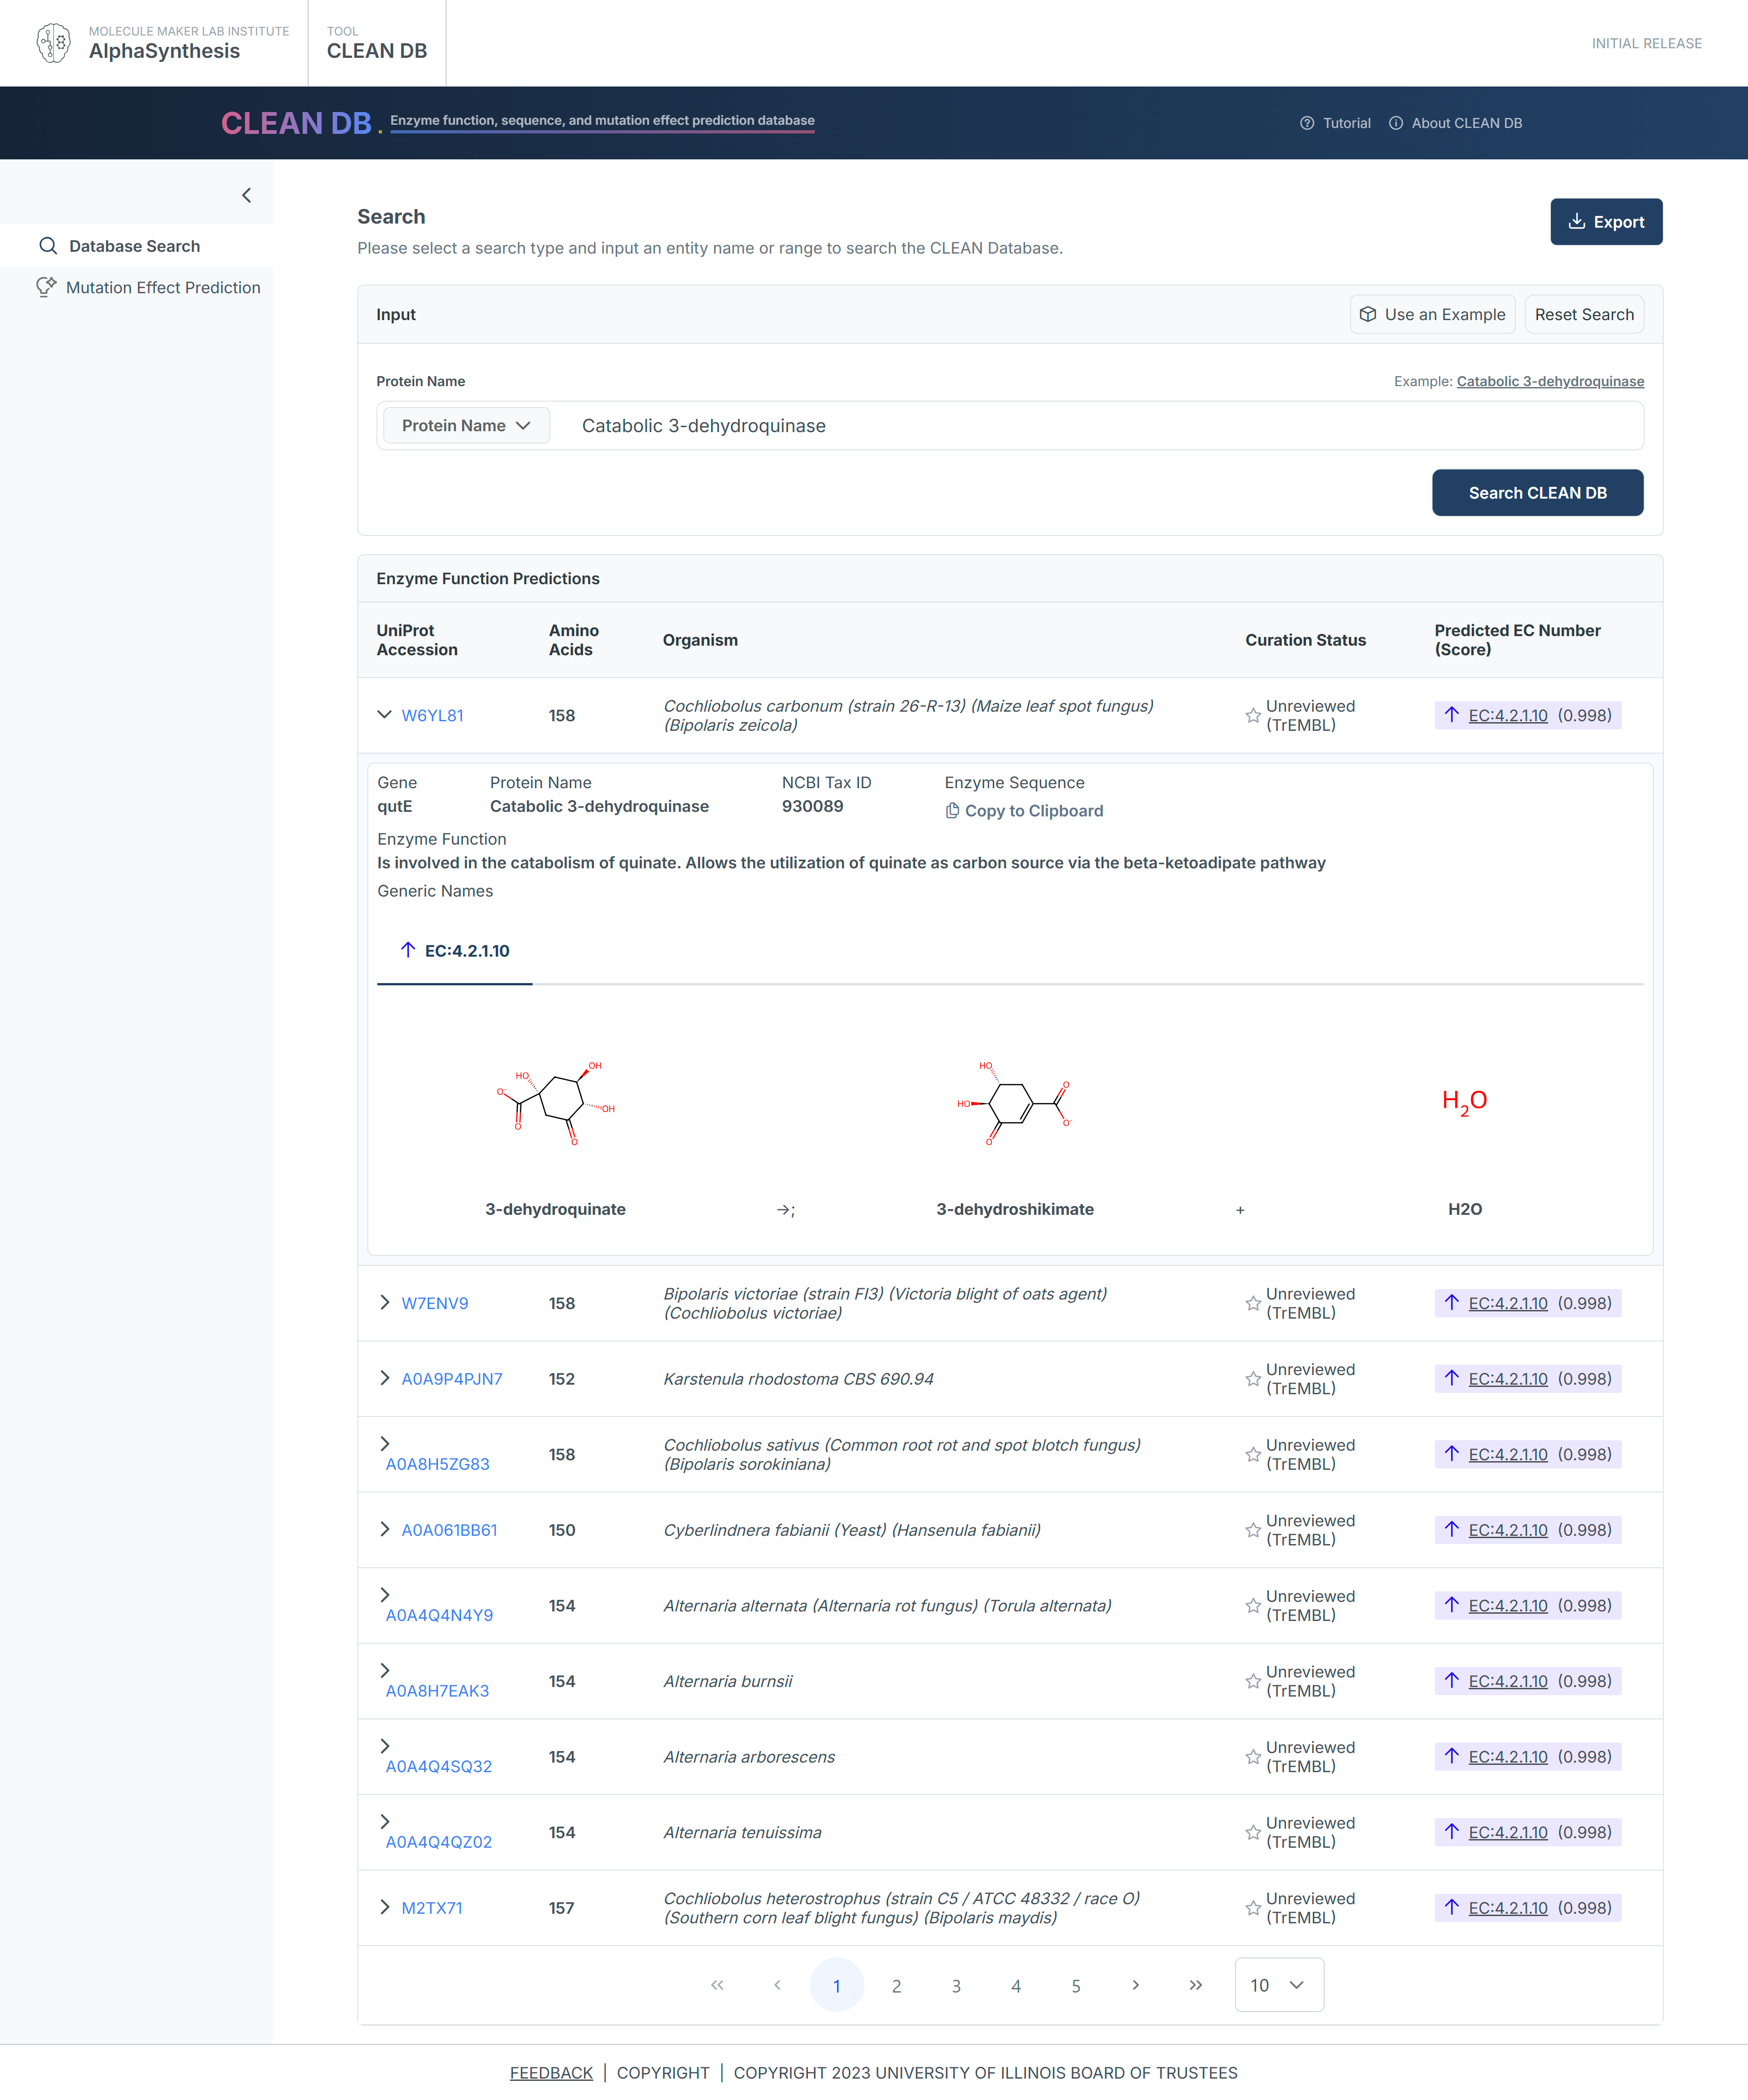 MOLECULE MAKER LAB INSTITUTE
AlphaSynthesis
TOOL
CLEAN DB
INITIAL RELEASE
CLEAN DB.
Enzyme function, sequence, and mutation effect prediction database
Tutorial
About CLEAN DB
Database Search
Mutation Effect Prediction
Search
Please select a search type and input an entity name or range to search the CLEAN Database.
Export
Input
Use an Example
Reset Search
Protein Name
Example: Catabolic 3-dehydroquinase
Protein Name
Catabolic 3-dehydroquinase
Search CLEAN DB
Enzyme Function Predictions
UniProt
Accession
Amino
Acids
Organism
Curation Status
Predicted EC Number
(Score)
W6YL81
158
Cochliobolus carbonum (strain 26-R-13) (Maize leaf spot fungus)
(Bipolaris zeicola)
Unreviewed
(TrEMBL)
EC:4.2.1.10 (0.998)
Gene
qutE
Protein Name
Catabolic 3-dehydroquinase
NCBI Tax ID
930089
Enzyme Sequence
Copy to Clipboard
Enzyme Function
Is involved in the catabolism of quinate. Allows the utilization of quinate as carbon source via the beta-ketoadipate pathway
Generic Names
↑ EC:4.2.1.10
HO
OH
O-
OH
O
O
HO
O
HO
O-
O
H2O
3-dehydroquinate
→;
3-dehydroshikimate
+
H2O
W7ENV9
158
Bipolaris victoriae (strain FI3) (Victoria blight of oats agent)
(Cochliobolus victoriae)
Unreviewed
(TrEMBL)
EC:4.2.1.10 (0.998)
A0A9P4PJN7
152
Karstenula rhodostoma CBS 690.94
Unreviewed
(TrEMBL)
EC:4.2.1.10 (0.998)
A0A8H5ZG83
158
Cochliobolus sativus (Common root rot and spot blotch fungus)
(Bipolaris sorokiniana)
Unreviewed
(TrEMBL)
EC:4.2.1.10 (0.998)
A0A061BB61
150
Cyberlindnera fabianii (Yeast) (Hansenula fabianii)
Unreviewed
(TrEMBL)
EC:4.2.1.10 (0.998)
A0A4Q4N4Y9
154
Alternaria alternata (Alternaria rot fungus) (Torula alternata)
Unreviewed
(TrEMBL)
EC:4.2.1.10 (0.998)
A0A8H7EAK3
154
Alternaria burnsii
Unreviewed
(TrEMBL)
EC:4.2.1.10 (0.998)
A0A4Q4SQ32
154
Alternaria arborescens
Unreviewed
(TrEMBL)
EC:4.2.1.10 (0.998)
A0A4Q4QZ02
154
Alternaria tenuissima
Unreviewed
(TrEMBL)
EC:4.2.1.10 (0.998)
M2TX71
157
Cochliobolus heterostrophus (strain C5 / ATCC 48332 / race O)
(Southern corn leaf blight fungus) (Bipolaris maydis)
Unreviewed
(TrEMBL)
EC:4.2.1.10 (0.998)
« ‹ 1 2 3 4 5 › » 10
FEEDBACK | COPYRIGHT | COPYRIGHT 2023 UNIVERSITY OF ILLINOIS BOARD OF TRUSTEES